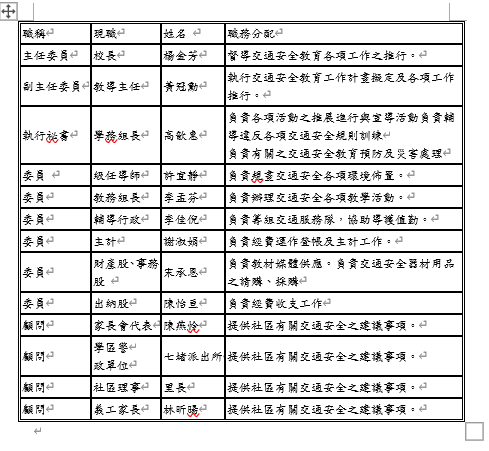 職稱 現職 姓名 職務分配
主任委員 校長 楊金芳 督導交通安全教育各項工作之推行。
副主任委員 教導主任 黃冠勳 執行交通安全教育工作計畫擬定及各項工作
推行。
執行秘書 學務組長 高歆惠 負責各項活動之推展進行與宣導活動負責輔
導違反各項交通安全規則訓練
負責有關之交通安全教育預防及災害處理
委員 級任導師 許宜靜 負責規畫交通安全各項環境佈置。
委員 教務組長 李孟芬 負責辦理交通安全各項教學活動。
委員 輔導行政 李佳倪 負責籌組交通服務隊，協助導護值勤。
委員 主計 謝淑娟 負責經費運作登帳及主計工作。
委員 財產股、事務
股 宋承恩 負責教材媒體供應。負責交通安全器材用品
之請購、採購
委員 出納股 陳怡亘 負責經費收支工作
顧問 家長會代表 陳燕玲 提供社區有關交通安全之建議事項。
顧問 學區警
政單位 七堵派出所 提供社區有關交通安全之建議事項。
顧問 社區理事 里長 提供社區有關交通安全之建議事項。
顧問 義工家長 林昕 提供社區有關交通安全之建議事項。